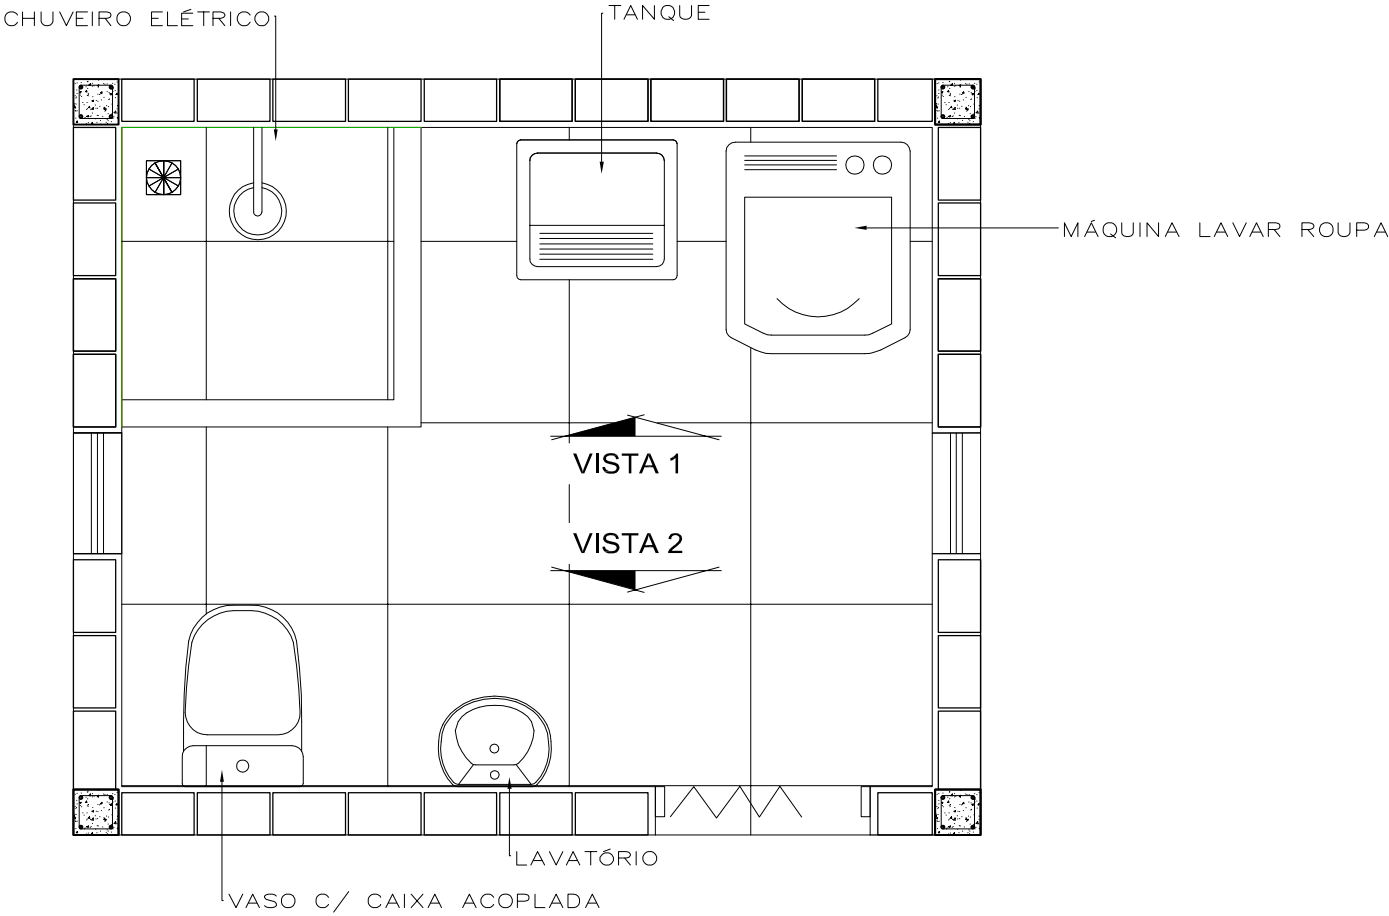 CHUVEIRO ELÉTRICO
TANQUE
MÁQUINA LAVAR ROUPA
VISTA 1
VISTA 2
LAVATÓRIO
VASO C/ CAIXA ACOPLADA